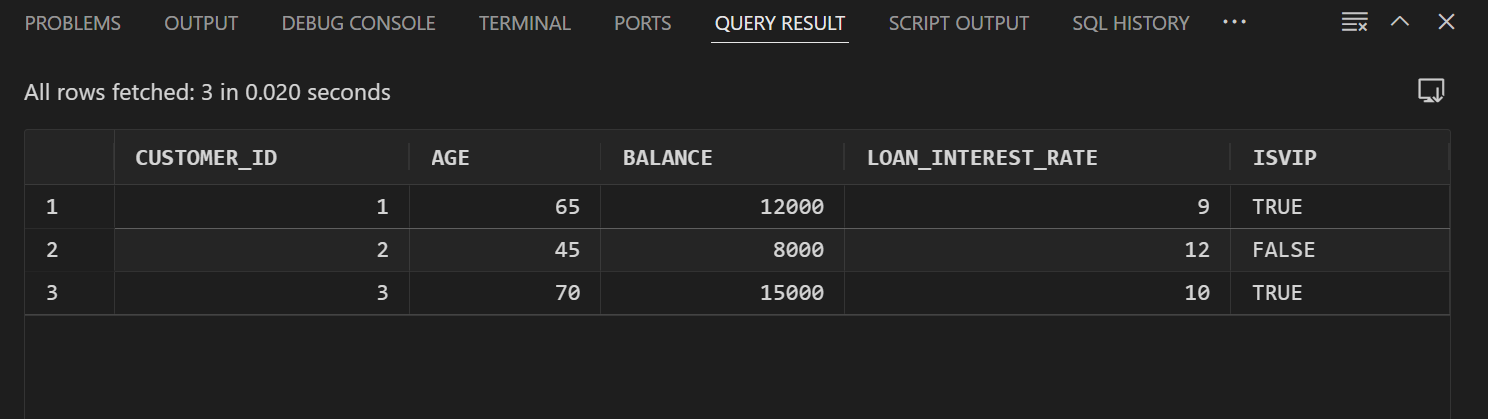 PROBLEMS OUTPUT DEBUG CONSOLE TERMINAL PORTS QUERY RESULT SCRIPT OUTPUT SQL HISTORY ···
All rows fetched: 3 in 0.020 seconds
CUSTOMER_ID AGE BALANCE LOAN_INTEREST_RATE ISVIP
1 1 65 12000 9 TRUE
2 2 45 8000 12 FALSE
3 3 70 15000 10 TRUE